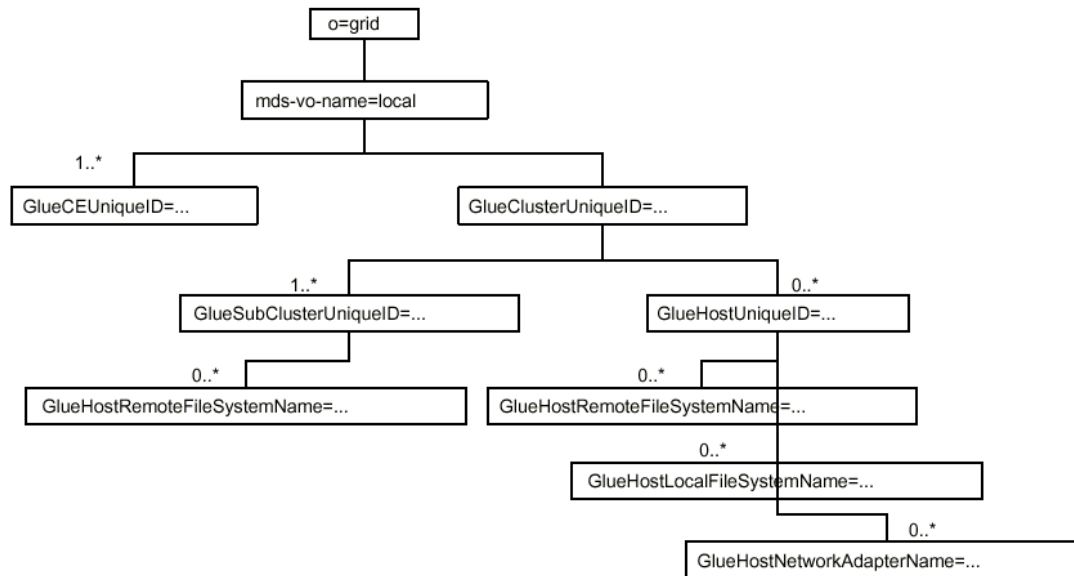 o=grid
mds-vo-name=local
1..*
GlueCEUniqueID=...
GlueClusterUniqueID=...
1..*
0..*
GlueSubClusterUniqueID=...
GlueHostUniqueID=...
0..*
0..*
GlueHostRemoteFileSystemName=...
GlueHostRemoteFileSystemName=...
0..*
GlueHostLocalFileSystemName=...
0..*
GlueHostNetworkAdapterName=...